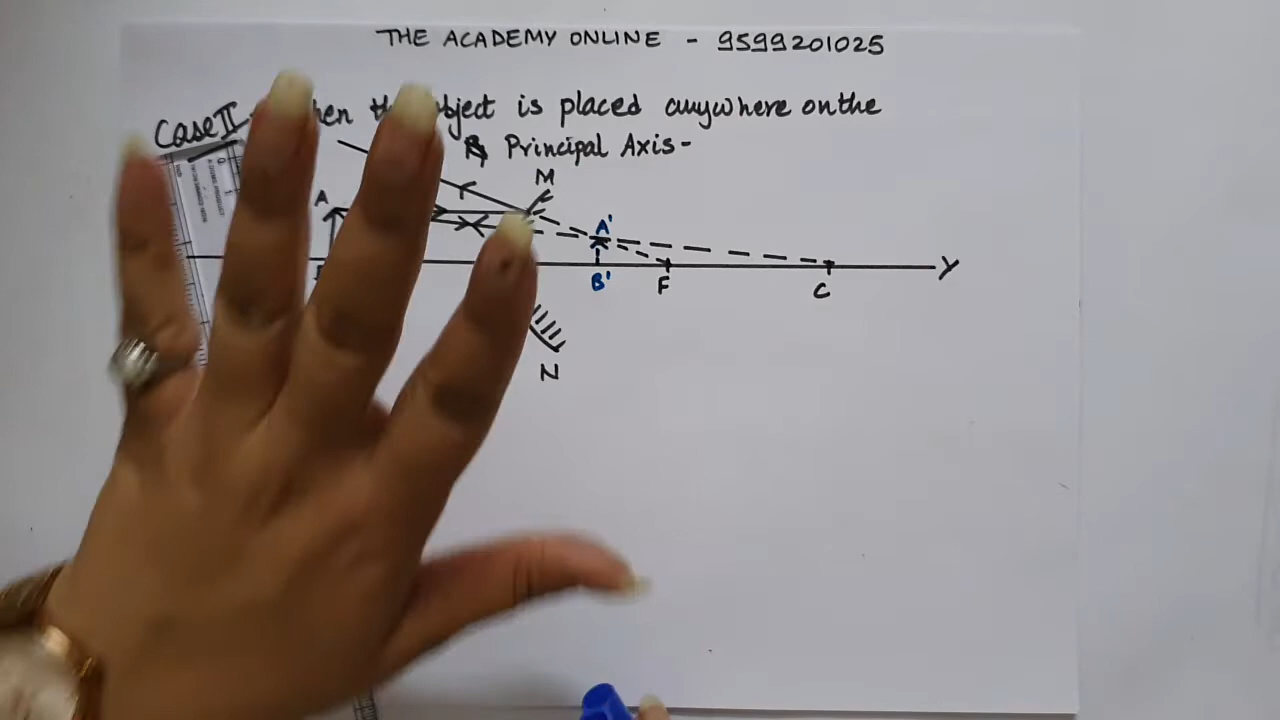 THE ACADEMY ONLINE - 9599201025
Case II object is placed anywhere on the
Principal Axis-
M
A
A'
B'
F
C
Y
N